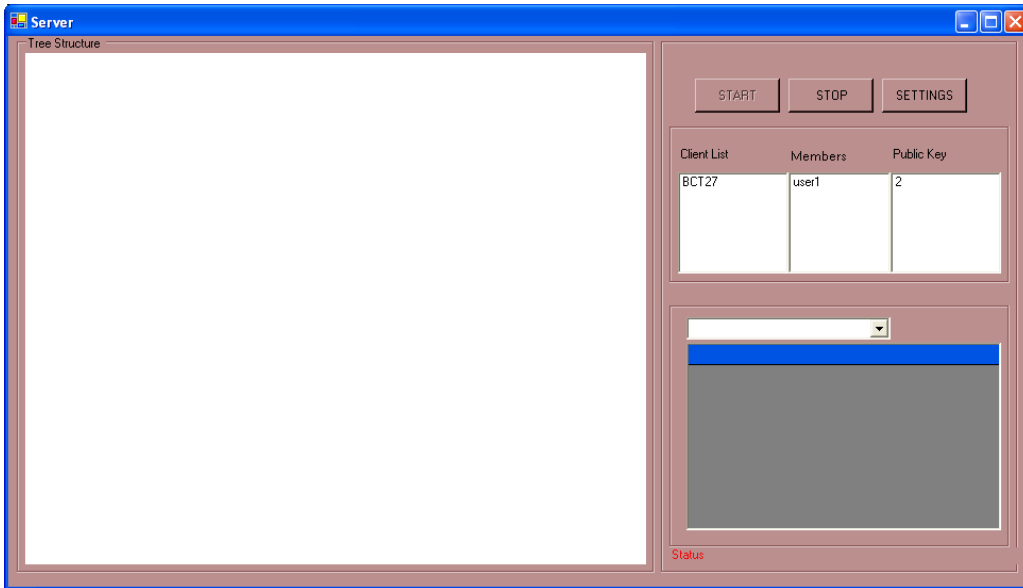 Server
Tree Structure
START STOP SETTINGS
Client List Members Public Key
BCT27 user1 2
Status